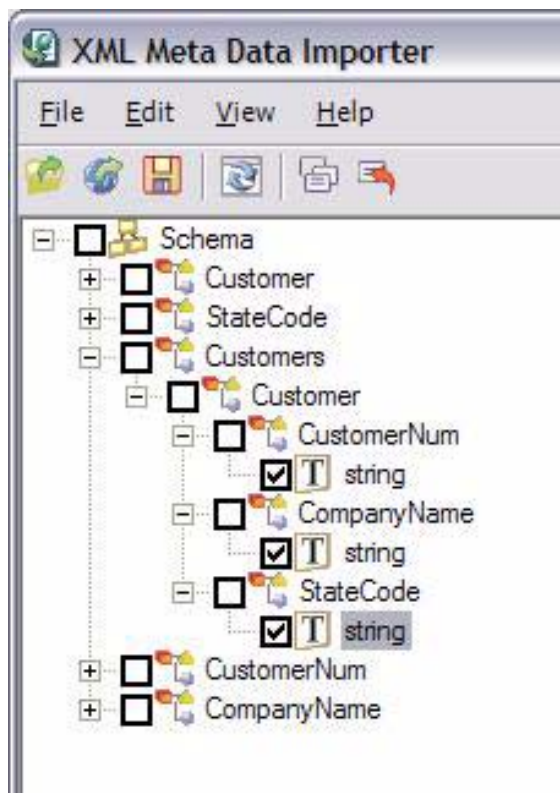 XML Meta Data Importer
File Edit View Help
Schema
Customer
StateCode
Customers
Customer
CustomerNum
T string
CompanyName
T string
StateCode
T string
CustomerNum
CompanyName